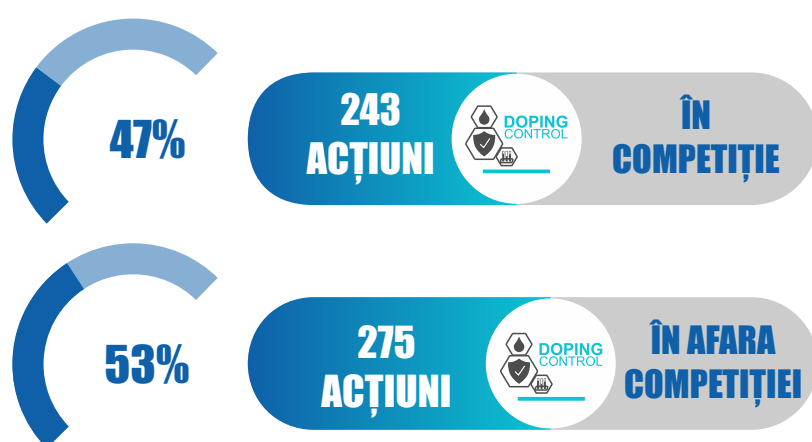 47%
243
ACȚIUNI
DOPING
CONTROL
ÎN
COMPETIȚIE
53%
275
ACȚIUNI
DOPING
CONTROL
ÎN AFARA
COMPETIȚIEI